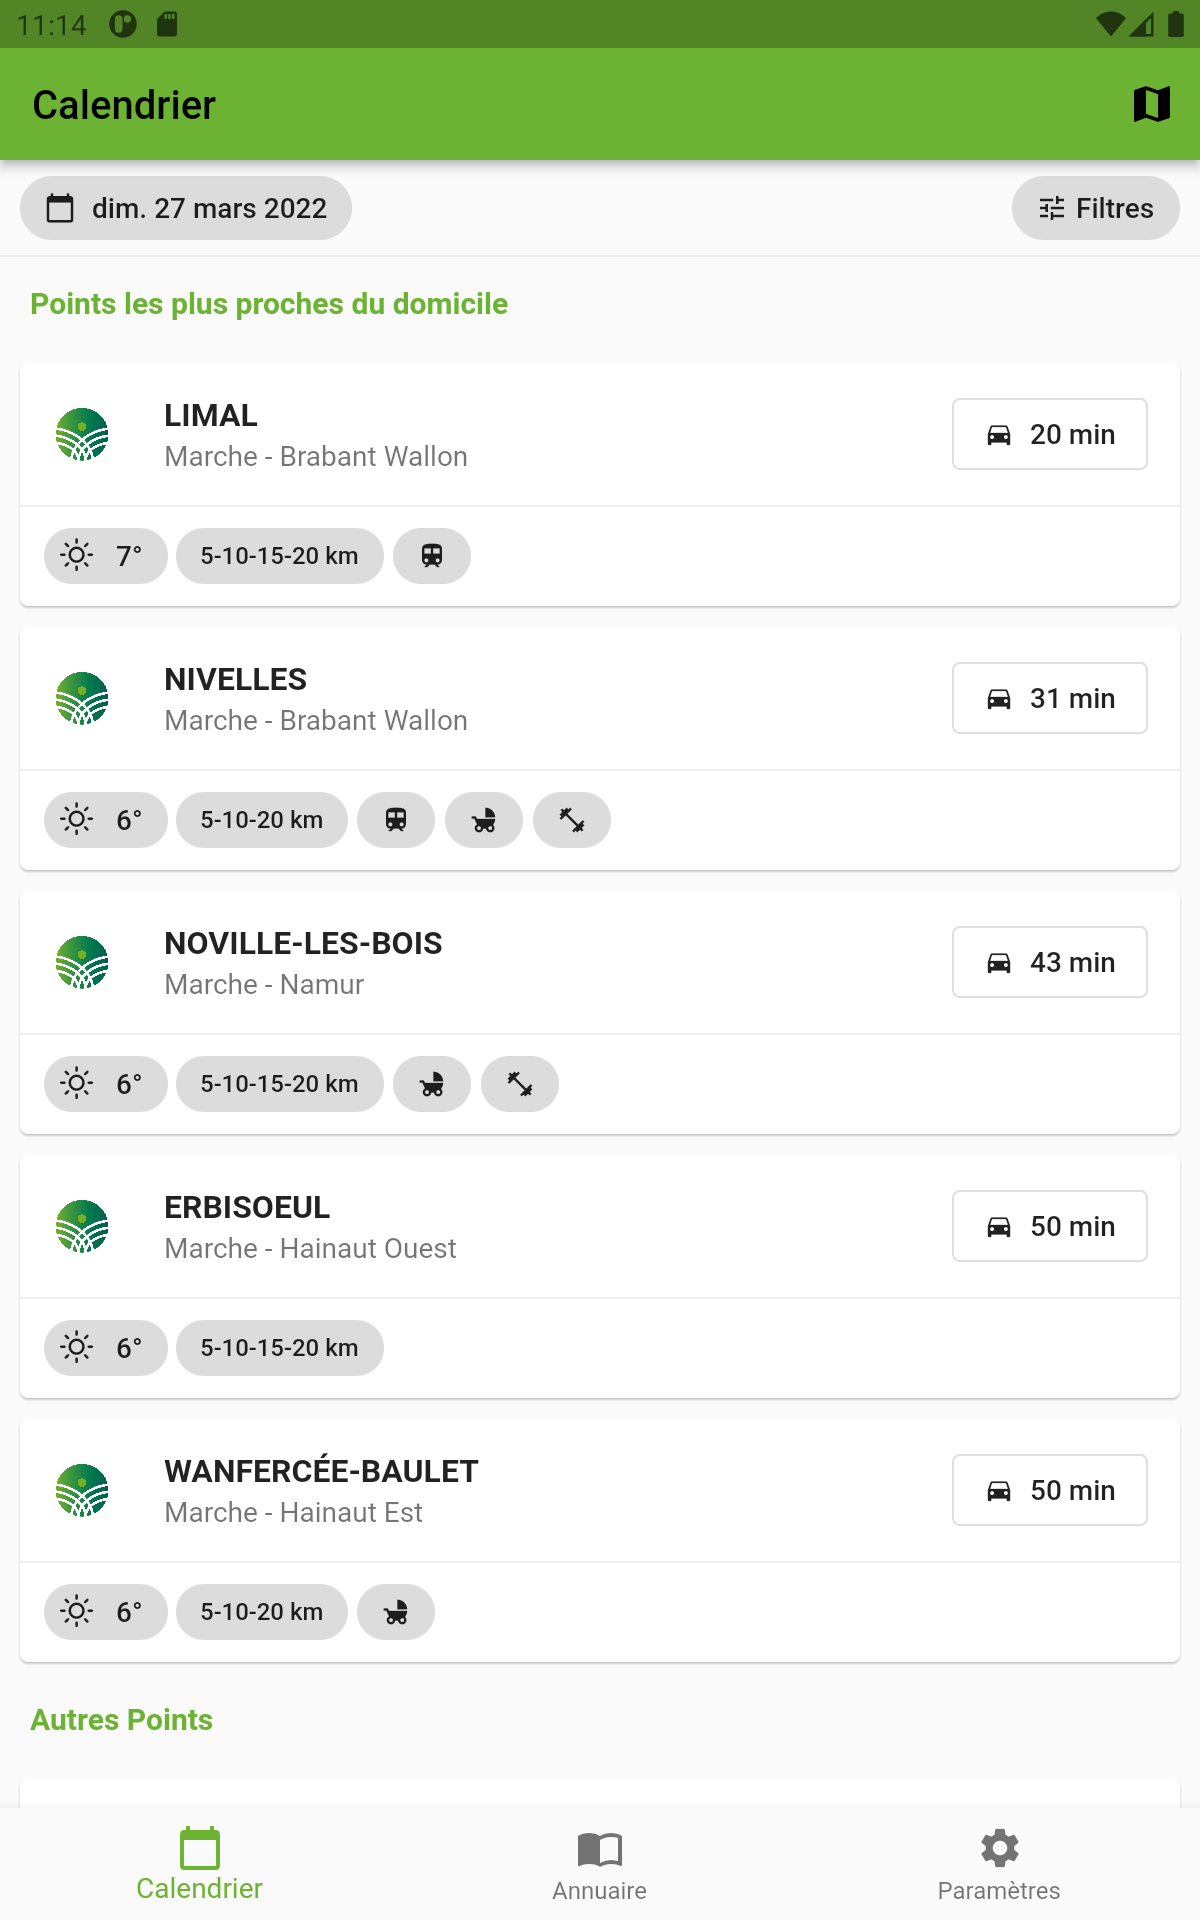 11:14
Calendrier
dim. 27 mars 2022
Filtres
Points les plus proches du domicile
LIMAL
Marche - Brabant Wallon
20 min
7°
5-10-15-20 km
NIVELLES
Marche - Brabant Wallon
31 min
6°
5-10-20 km
NOVILLE-LES-BOIS
Marche - Namur
43 min
6°
5-10-15-20 km
ERBISOEUL
Marche - Hainaut Ouest
50 min
6°
5-10-15-20 km
WANFERCÉE-BAULET
Marche - Hainaut Est
50 min
6°
5-10-20 km
Autres Points
Calendrier
Annuaire
Paramètres